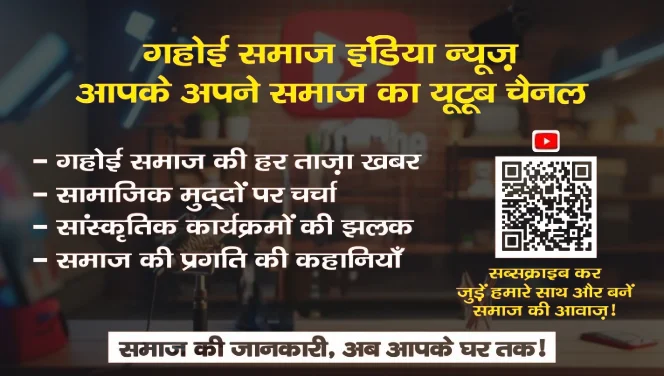 गहोई समाज इंडिया न्यूज़
आपके अपने समाज का यूटूब चैनल
– गहोई समाज की हर ताज़ा खबर
– सामाजिक मुद्दों पर चर्चा
– सांस्कृतिक कार्यक्रमों की झलक
– समाज की प्रगति की कहानियाँ
सब्सक्राइब कर
जुड़ें हमारे साथ और बनें
समाज की आवाज़!
समाज की जानकारी, अब आपके घर तक!